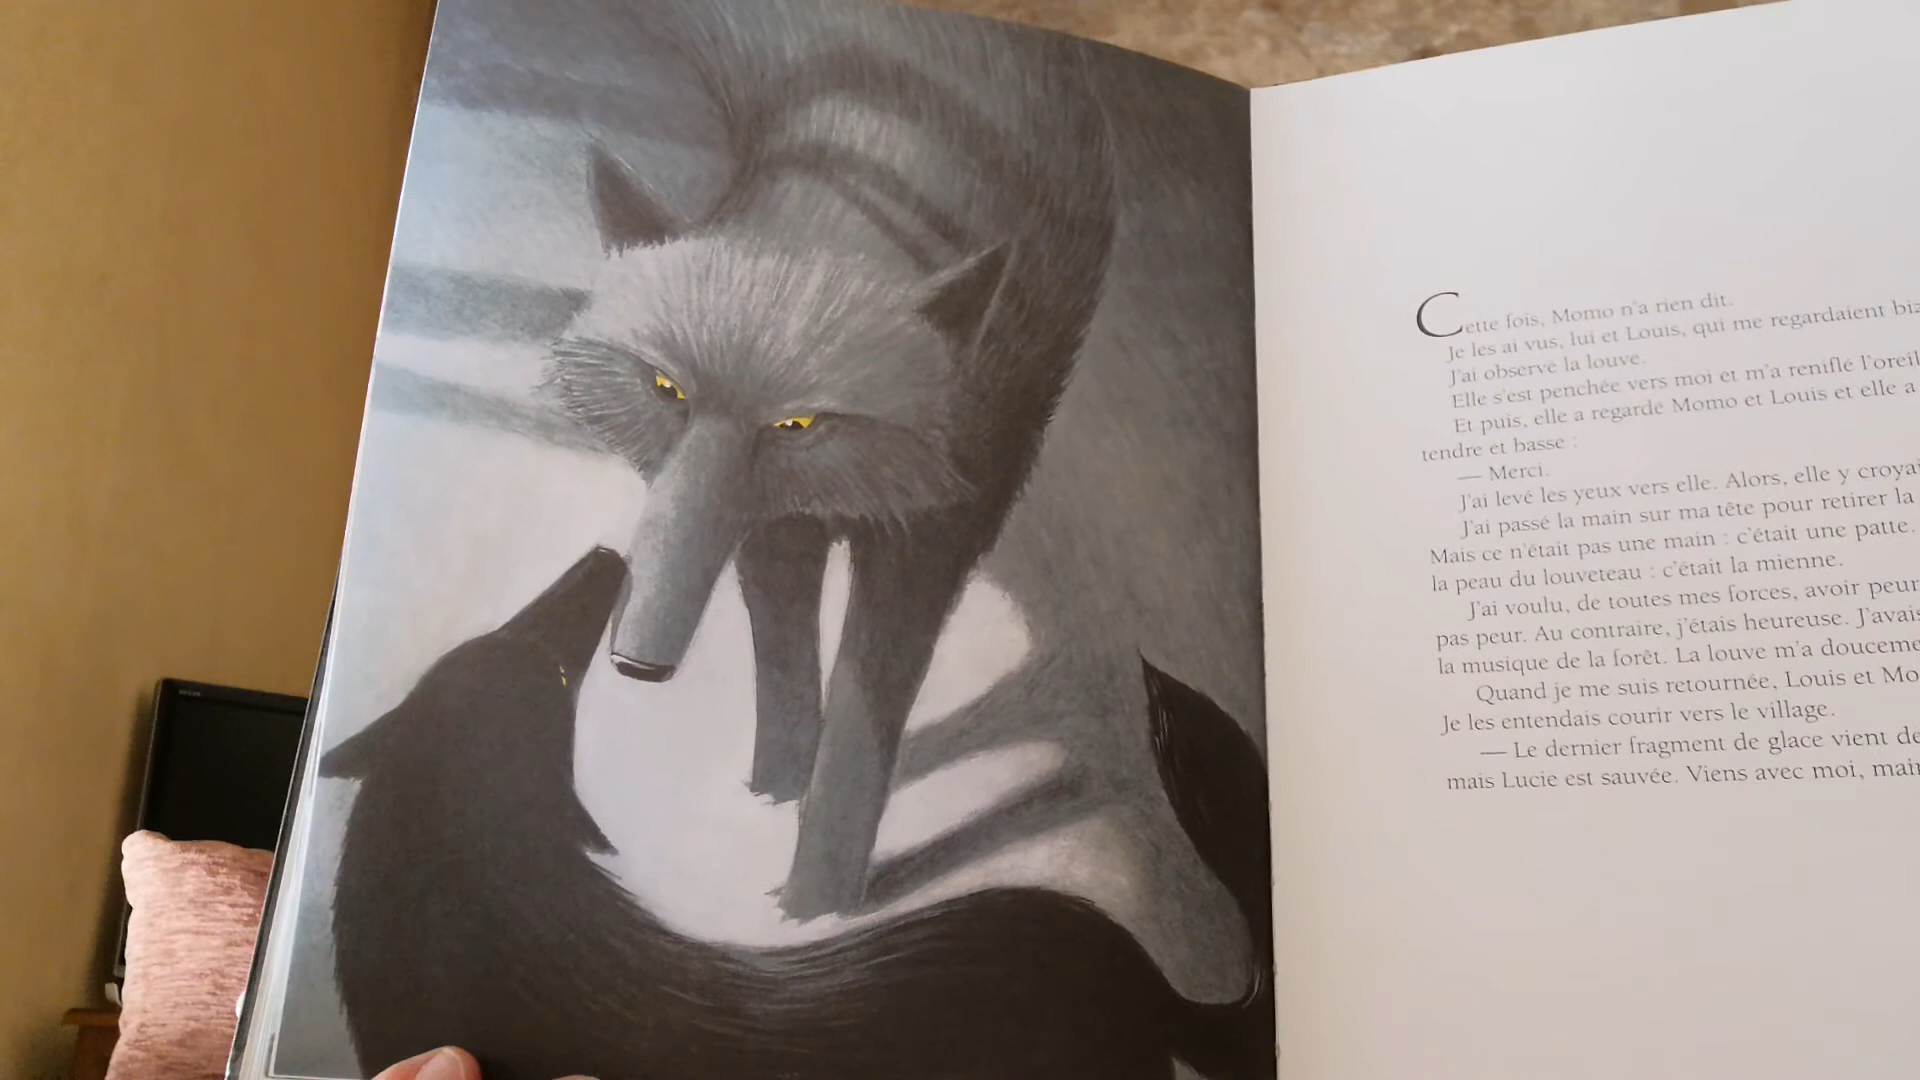 Cette fois, Momo n'a rien dit.
Je les ai vus, lui et Louis, qui me regardaient
J'ai observé la louve.
Elle s'est penchée vers moi et m'a reniflé
Et puis, elle a regardé Momo et Louis et elle a
tendre et basse :
— Merci.
J'ai levé les yeux vers elle. Alors, elle y
J'ai passé la main sur ma tête pour retirer la
Mais ce n'était pas une main : c'était une patte.
la peau du louveteau : c'était la mienne.
J'ai voulu, de toutes mes forces, avoir peur
pas peur. Au contraire, j'étais heureuse. J'avais
la musique de la forêt. La louve m'a
Quand je me suis retournée, Louis et
Je les entendais courir vers le village.
— Le dernier fragment de glace vient de
mais Lucie est sauvée. Viens avec moi,